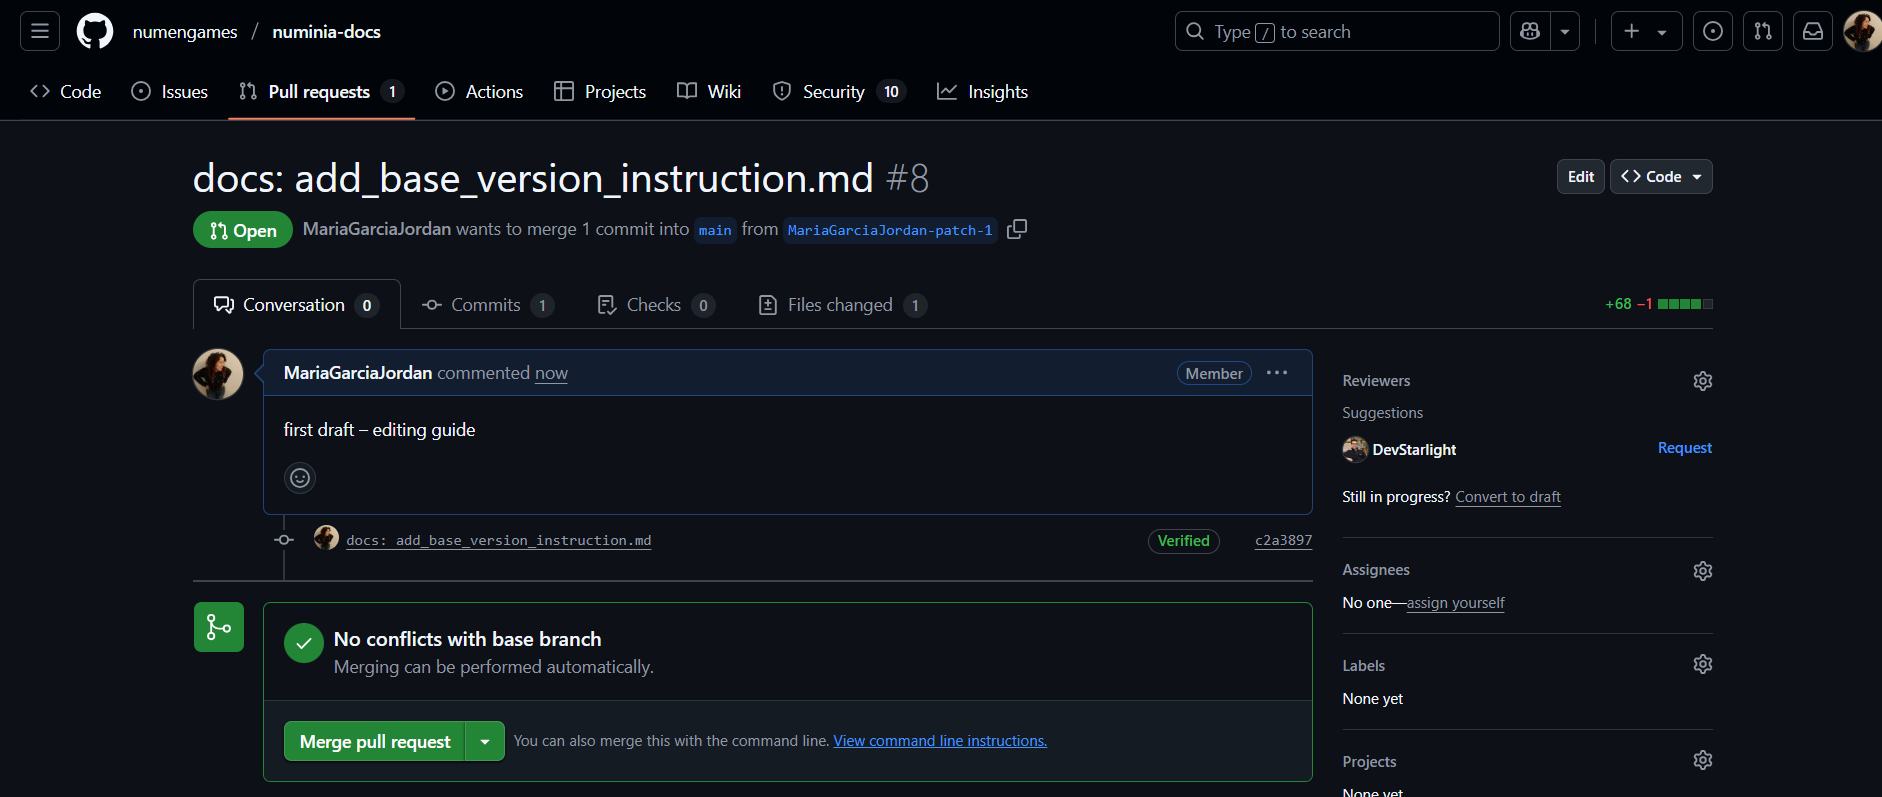 numengames / numinia-docs
Type / to search
Code
Issues
Pull requests 1
Actions
Projects
Wiki
Security 10
Insights
docs: add_base_version_instruction.md #8
Edit
Code
Open
MariaGarciaJordan wants to merge 1 commit into main from MariaGarciaJordan-patch-1
Conversation 0
Commits 1
Checks 0
Files changed 1
+68 −1
MariaGarciaJordan commented now
Member
first draft – editing guide
docs: add_base_version_instruction.md
Verified
c2a3897
No conflicts with base branch
Merging can be performed automatically.
Merge pull request
You can also merge this with the command line. View command line instructions.
Reviewers
Suggestions
DevStarlight
Request
Still in progress? Convert to draft
Assignees
No one—assign yourself
Labels
None yet
Projects
None yet